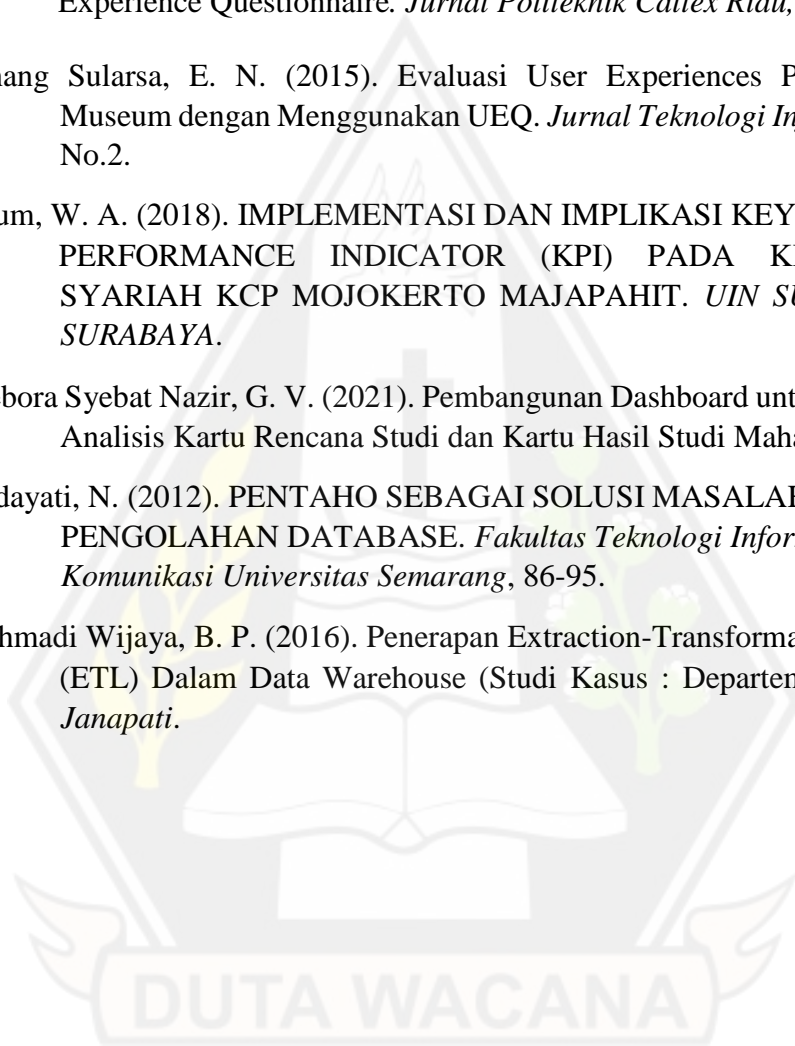 Experience Questionnaire. Jurnal Politeknik Caltex Riau,
nang Sularsa, E. N. (2015). Evaluasi User Experiences P
Museum dengan Menggunakan UEQ. Jurnal Teknologi In
No.2.
um, W. A. (2018). IMPLEMENTASI DAN IMPLIKASI KEY
PERFORMANCE INDICATOR (KPI) PADA
SYARIAH KCP MOJOKERTO MAJAPAHIT. UIN SU
SURABAYA.
bora Syebat Nazir, G. V. (2021). Pembangunan Dashboard unt
Analisis Kartu Rencana Studi dan Kartu Hasil Studi Maha
dayati, N. (2012). PENTAHO SEBAGAI SOLUSI MASALAH
PENGOLAHAN DATABASE. Fakultas Teknologi Infor
Komunikasi Universitas Semarang, 86-95.
hmadi Wijaya, B. P. (2016). Penerapan Extraction-Transforma
(ETL) Dalam Data Warehouse (Studi Kasus : Departen
Janapati.
DUTA WACANA